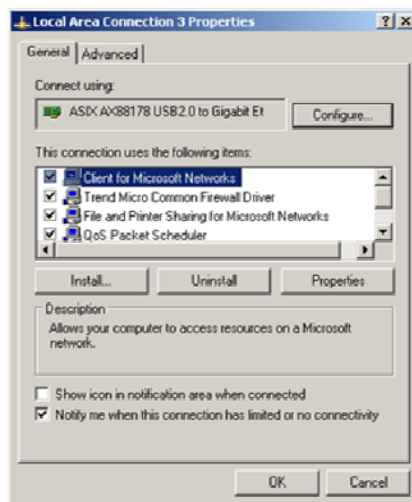 Local Area Connection 3 Properties
General Advanced
Connect using:
ASIX AX88178 USB2.0 to Gigabit Et
Configure...
This connection uses the following items:
Client for Microsoft Networks
Trend Micro Common Firewall Driver
File and Printer Sharing for Microsoft Networks
QoS Packet Scheduler
Install... Uninstall Properties
Description
Allows your computer to access resources on a Microsoft
network.
Show icon in notification area when connected
Notify me when this connection has limited or no connectivity
OK Cancel